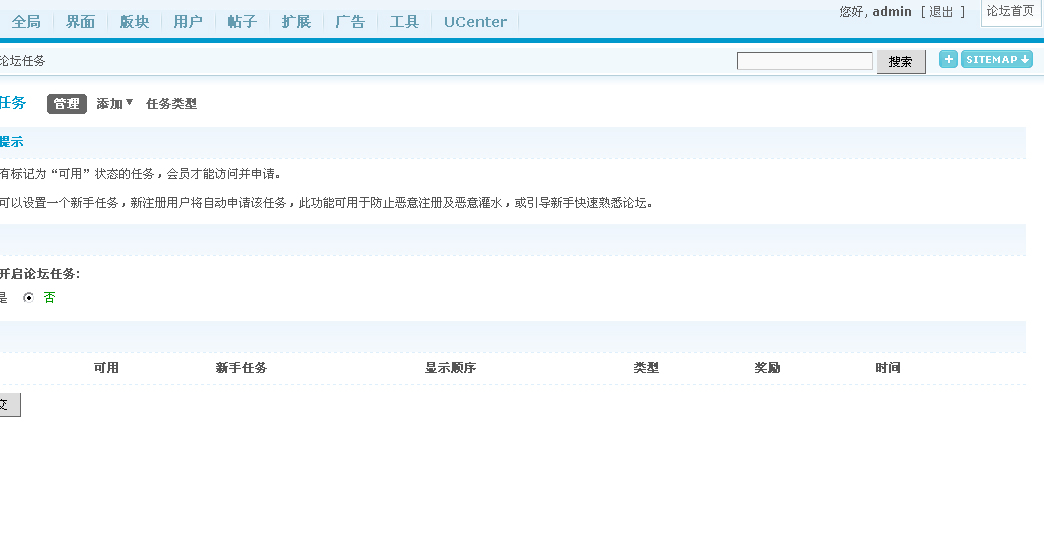 全局 界面 版块 用户 帖子 扩展 广告 工具 UCenter 您好, admin [ 退出 ] 论坛首页
论坛任务 搜索 + SITEMAP
任务 管理 添加 任务类型
提示
有标记为“可用”状态的任务，会员才能访问并申请。
可以设置一个新手任务，新注册用户将自动申请该任务，此功能可用于防止恶意注册及恶意灌水，或引导新手快速熟悉论坛。
开启论坛任务:
是 否
可用 新手任务 显示顺序 类型 奖励 时间
交